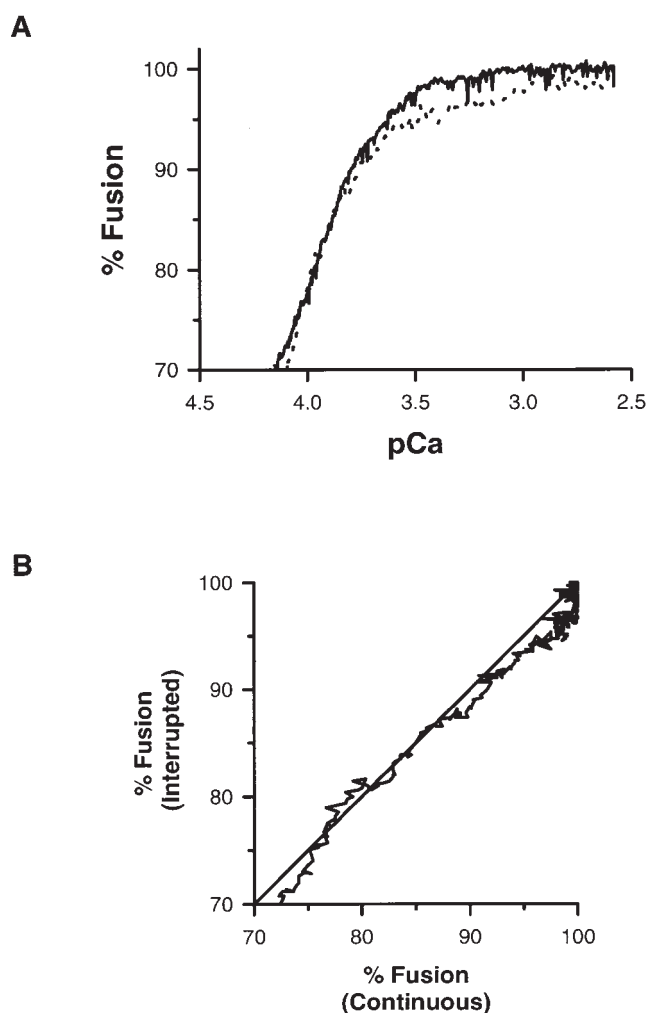 A
100
90
80
70
% Fusion
4.5 4.0 3.5 3.0 2.5
pCa
B
100
90
80
70
% Fusion
(Interrupted)
70 80 90 100
% Fusion
(Continuous)